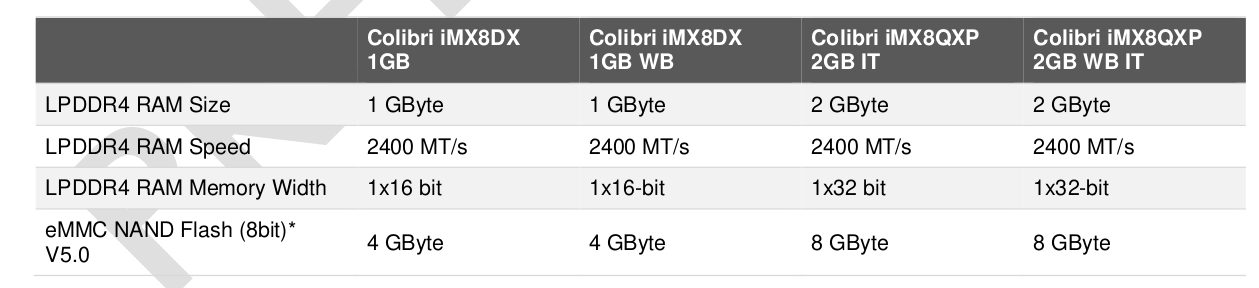 Colibri iMX8DX 1GB Colibri iMX8DX 1GB WB Colibri iMX8QXP 2GB IT Colibri iMX8QXP 2GB WB IT
LPDDR4 RAM Size 1 GByte 1 GByte 2 GByte 2 GByte
LPDDR4 RAM Speed 2400 MT/s 2400 MT/s 2400 MT/s 2400 MT/s
LPDDR4 RAM Memory Width 1x16 bit 1x16-bit 1x32 bit 1x32-bit
eMMC NAND Flash (8bit)* V5.0 4 GByte 4 GByte 8 GByte 8 GByte